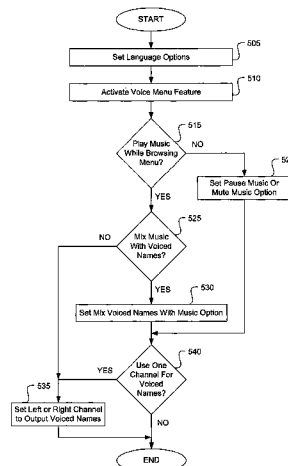 START
Set Language Options
505
Activate Voice Menu Feature
510
Play Music
While Browsing
Menu?
515
NO
52
Set Pause Music Or
Mute Music Option
YES
NO
Mix Music
With Voiced
Names?
525
YES
530
Set Mix Voiced Names With Music Option
540
YES
Use One
Channel For
Voiced
Names?
535
Set Left or Right Channel
to Output Voiced Names
NO
END